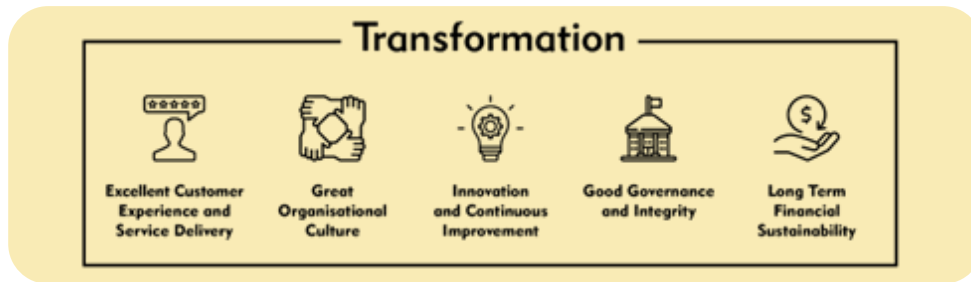 Transformation
Excellent Customer
Experience and
Service Delivery
Great
Organisational
Culture
Innovation
and Continuous
Improvement
Good Governance
and Integrity
$
Long Term
Financial
Sustainability